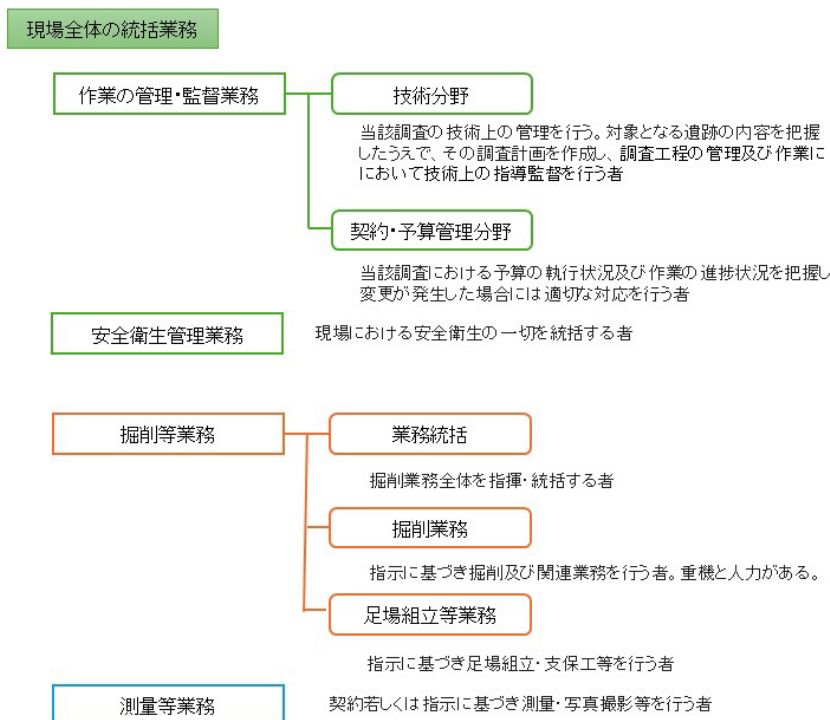 現場全体の統括業務
作業の管理・監督業務
技術分野
当該調査の技術上の管理を行う。対象となる遺跡の内容を把握
したうえで、その調査計画を作成し、調査工程の管理及び作業に
において技術上の指導監督を行う者
契約・予算管理分野
当該調査における予算の執行状況及び作業の進捗状況を把握し
変更が発生した場合には適切な対応を行う者
安全衛生管理業務
現場における安全衛生の一切を統括する者
掘削等業務
業務統括
掘削業務全体を指揮・統括する者
掘削業務
指示に基づき掘削及び関連業務を行う者。重機と人力がある。
足場組立等業務
指示に基づき足場組立・支保工等を行う者
測量等業務
契約若しくは指示に基づき測量・写真撮影等を行う者